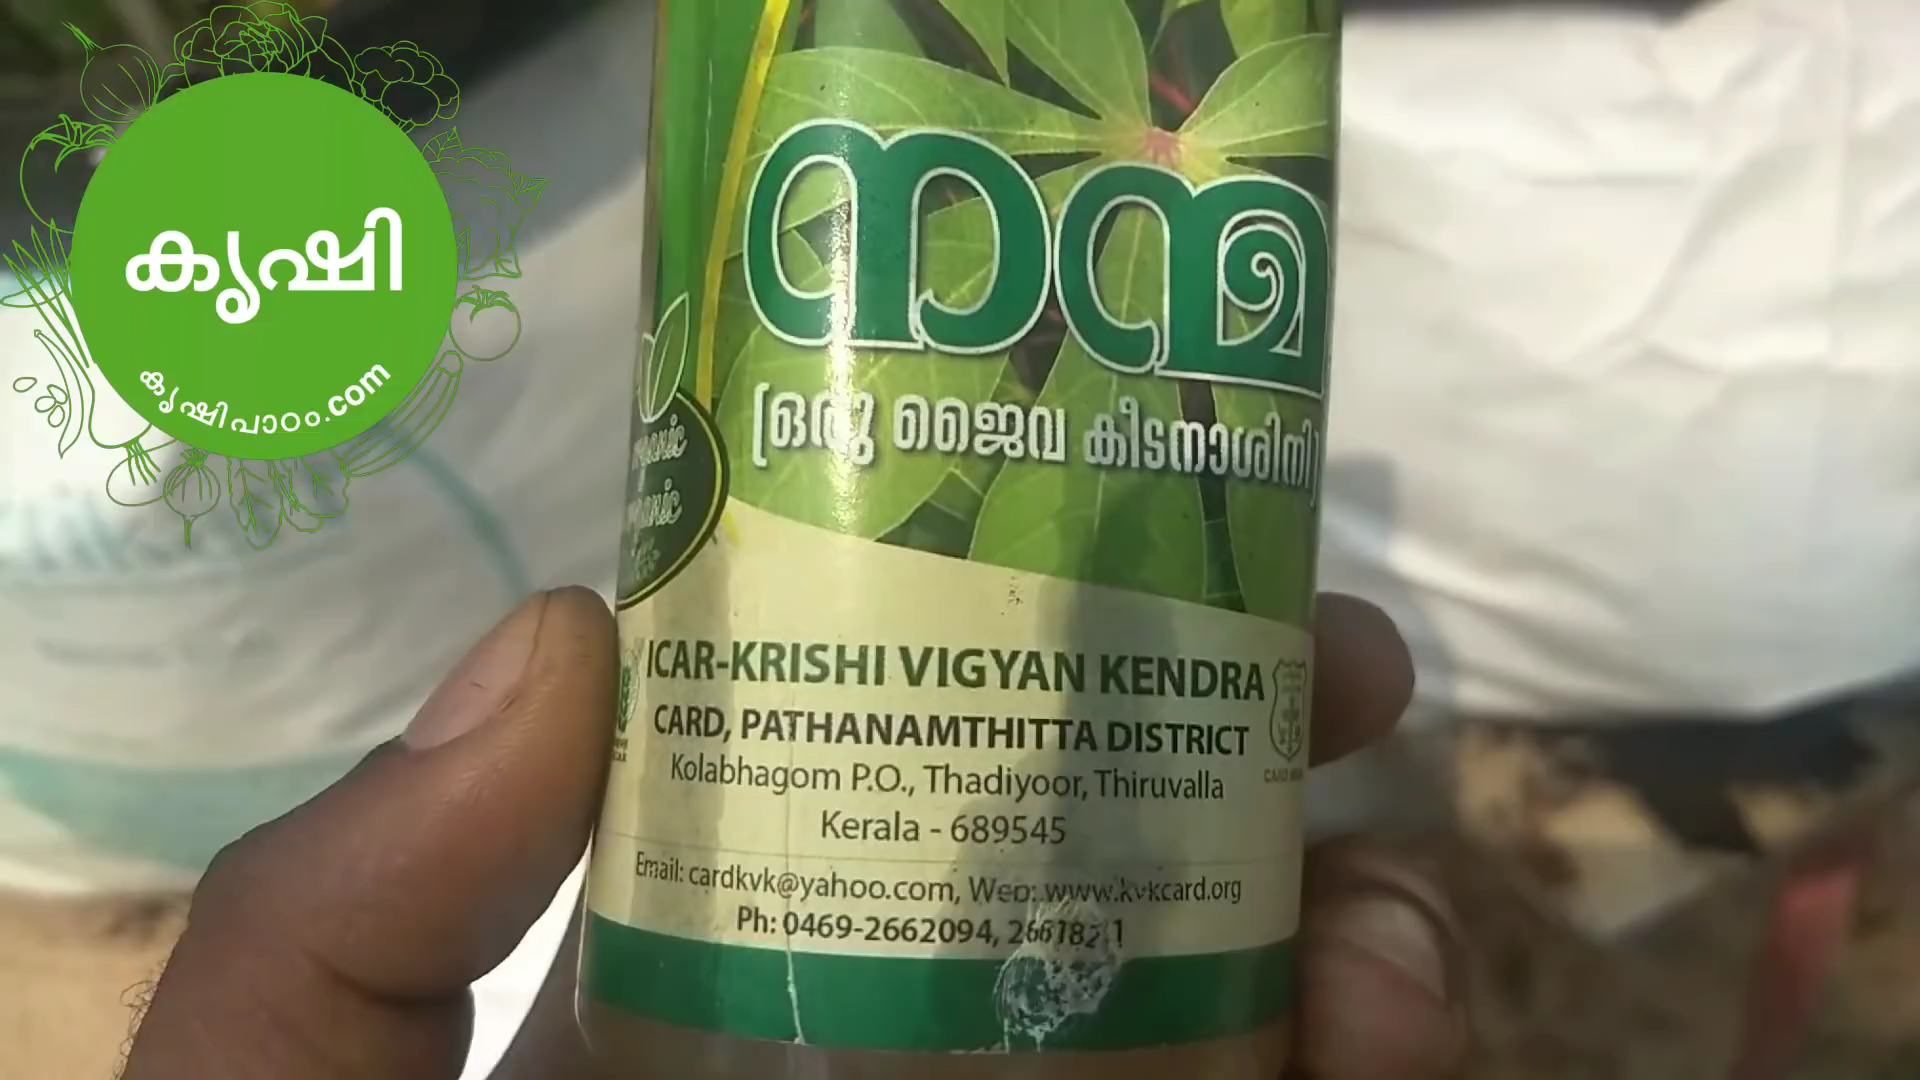 കൃഷി
കൃഷിപാഠം.com
നന്മ
(ഒരു ജൈവ കീടനാശിനി)
ICAR-KRISHI VIGYAN KENDRA
CARD, PATHANAMTHITTA DISTRICT
Kolabhagom P.O., Thadiyoor, Thiruvalla
Kerala - 689545
Email: cardkvk@yahoo.com, Web: www.kvkcard.org
Ph: 0469-2662094,